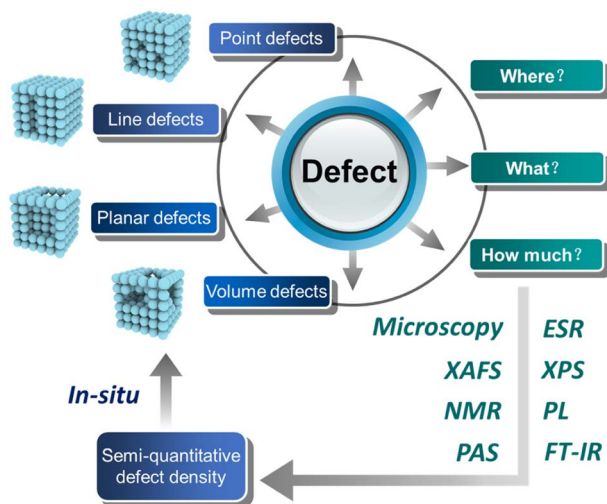 Point defects
Line defects
Planar defects
Volume defects
Defect
Where?
What?
How much?
Microscopy
ESR
XAFS
XPS
NMR
PL
PAS
FT-IR
In-situ
Semi-quantitative
defect density